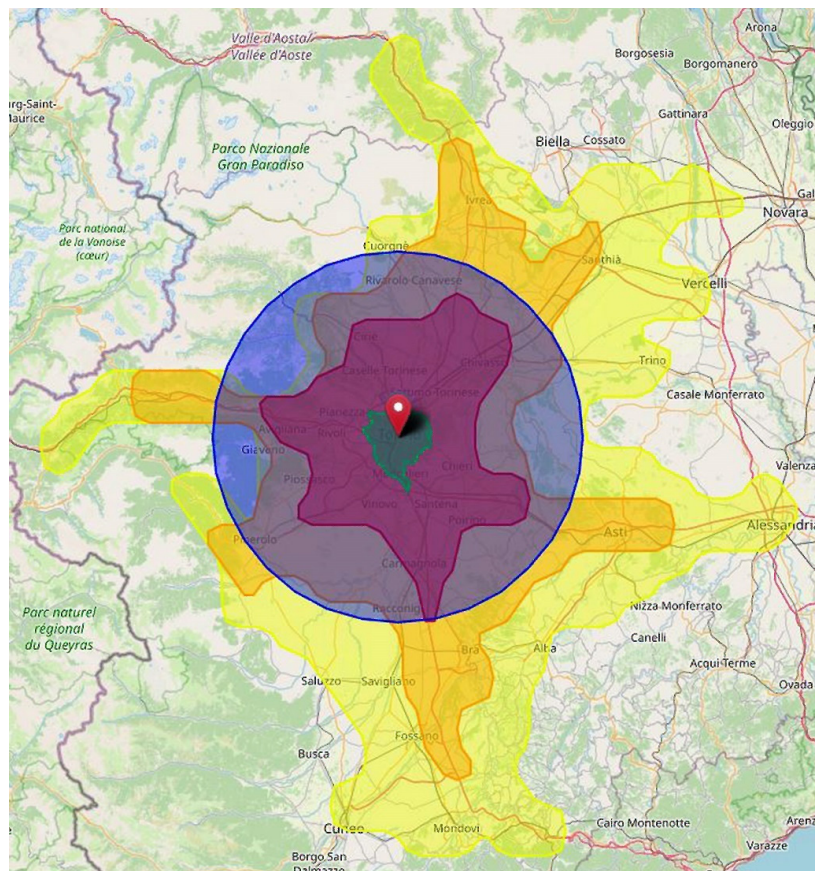 Arona
Valle d'Aosta/
Vallée d'Aoste
Borgosesia
Borgomanero
urg-Saint-
Maurice
Gattinara
Oleggio
Biella
Cossato
Parco Nazionale
Gran Paradiso
Ivrea
Novara
Parc national
de la Vanoise
(cœur)
Cuorgnè
Santhià
Rivarolo Canavese
Vercelli
Ciriè
Chivasso
Trino
Caselle Torinese
Settimo Torinese
Casale Monferrato
Pianezza
Avigliana
Rivoli
Giaveno
Chieri
Valenza
Piossasco
Vinovo
Santena
Poirino
Alessandria
Asti
Pinerolo
Carmagnola
Racconigi
Nizza Monferrato
Parc naturel
régional
du Queyras
Canelli
Bra
Alba
Acqui Terme
Saluzzo
Savigliano
Ovada
Fossano
Busca
Cuneo
Mondovì
Cairo Montenotte
Varazze
Borgo San
Dalmazzo